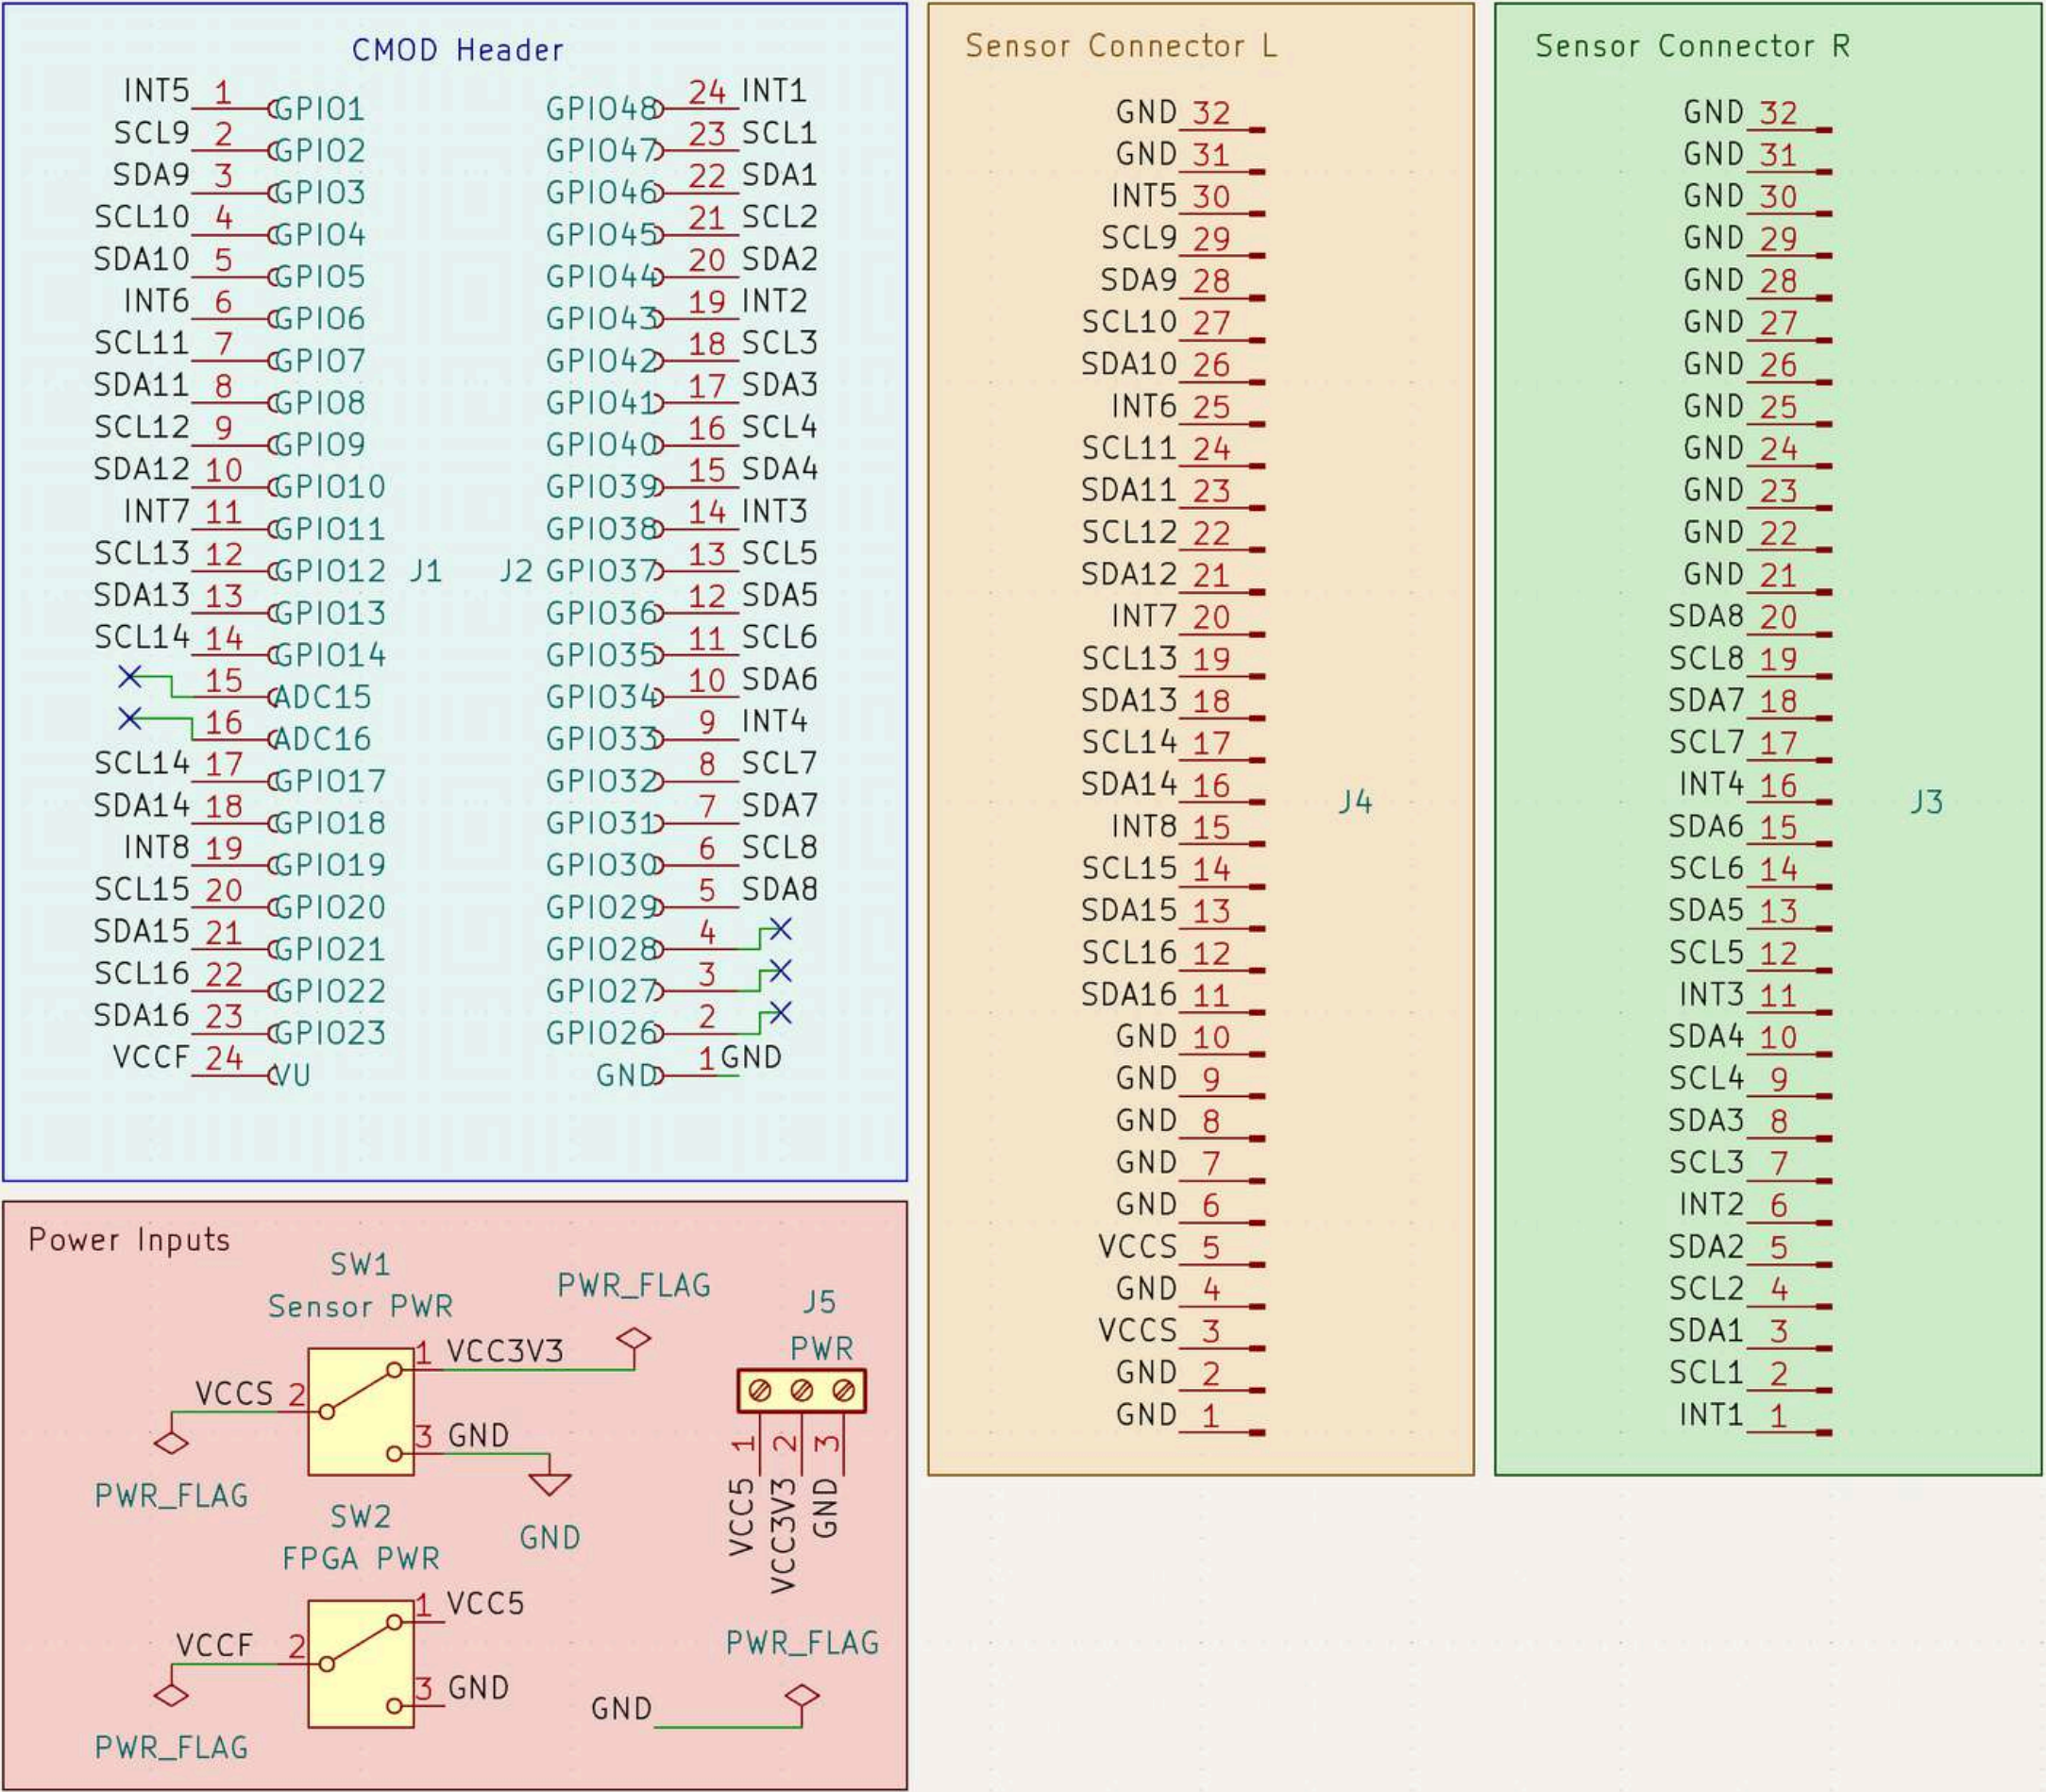 CMOD Header
INT5 1 GPIO1 GPIO48 24 INT1
SCL9 2 GPIO2 GPIO47 23 SCL1
SDA9 3 GPIO3 GPIO46 22 SDA1
SCL10 4 GPIO4 GPIO45 21 SCL2
SDA10 5 GPIO5 GPIO44 20 SDA2
INT6 6 GPIO6 GPIO43 19 INT2
SCL11 7 GPIO7 GPIO42 18 SCL3
SDA11 8 GPIO8 GPIO41 17 SDA3
SCL12 9 GPIO9 GPIO40 16 SCL4
SDA12 10 GPIO10 GPIO39 15 SDA4
INT7 11 GPIO11 GPIO38 14 INT3
SCL13 12 GPIO12 J1 J2 GPIO37 13 SCL5
SDA13 13 GPIO13 GPIO36 12 SDA5
SCL14 14 GPIO14 GPIO35 11 SCL6
15 ADC15 GPIO34 10 SDA6
16 ADC16 GPIO33 9 INT4
SCL14 17 GPIO17 GPIO32 8 SCL7
SDA14 18 GPIO18 GPIO31 7 SDA7
INT8 19 GPIO19 GPIO30 6 SCL8
SCL15 20 GPIO20 GPIO29 5 SDA8
SDA15 21 GPIO21 GPIO28 4
SCL16 22 GPIO22 GPIO27 3
SDA16 23 GPIO23 GPIO26 2
VCCF 24 VU GND 1 GND
Power Inputs
SW1
Sensor PWR
PWR_FLAG
1 VCC3V3
VCCS 2
3 GND
PWR_FLAG
GND
J5
PWR
1 2 3
VCC5
VCC3V3
GND
SW2
FPGA PWR
1 VCC5
VCCF 2
3 GND
PWR_FLAG
PWR_FLAG
GND
Sensor Connector L
GND 32
GND 31
INT5 30
SCL9 29
SDA9 28
SCL10 27
SDA10 26
INT6 25
SCL11 24
SDA11 23
SCL12 22
SDA12 21
INT7 20
SCL13 19
SDA13 18
SCL14 17
SDA14 16 J4
INT8 15
SCL15 14
SDA15 13
SCL16 12
SDA16 11
GND 10
GND 9
GND 8
GND 7
GND 6
VCCS 5
GND 4
VCCS 3
GND 2
GND 1
Sensor Connector R
GND 32
GND 31
GND 30
GND 29
GND 28
GND 27
GND 26
GND 25
GND 24
GND 23
GND 22
GND 21
SDA8 20
SCL8 19
SDA7 18
SCL7 17
INT4 16 J3
SDA6 15
SCL6 14
SDA5 13
SCL5 12
INT3 11
SDA4 10
SCL4 9
SDA3 8
SCL3 7
INT2 6
SDA2 5
SCL2 4
SDA1 3
SCL1 2
INT1 1